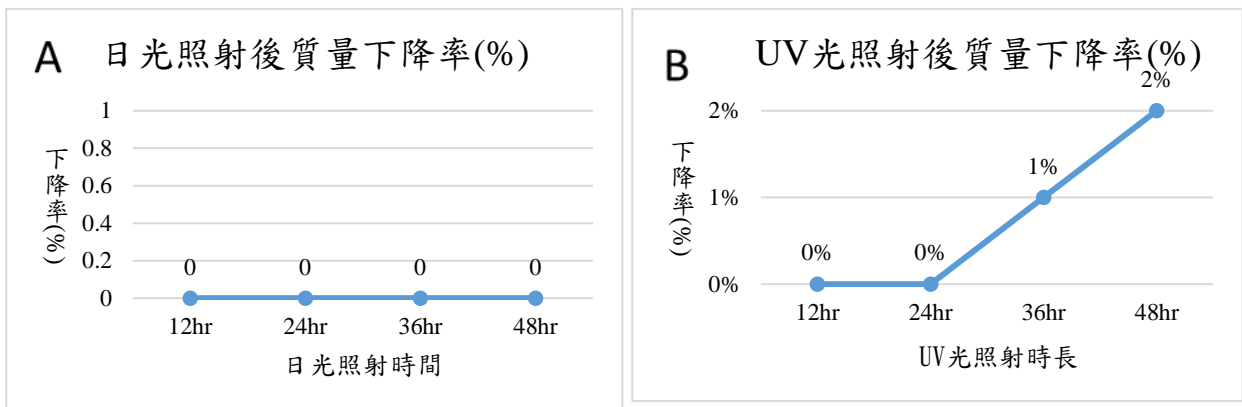 A
日光照射後質量下降率(%)
下降率(%)
1
0.8
0.6
0.4
0.2
0
0
0
0
0
12hr
24hr
36hr
48hr
日光照射時間
B
UV光照射後質量下降率(%)
下降率(%)
2%
1%
0%
0%
0%
1%
2%
12hr
24hr
36hr
48hr
UV光照射時長